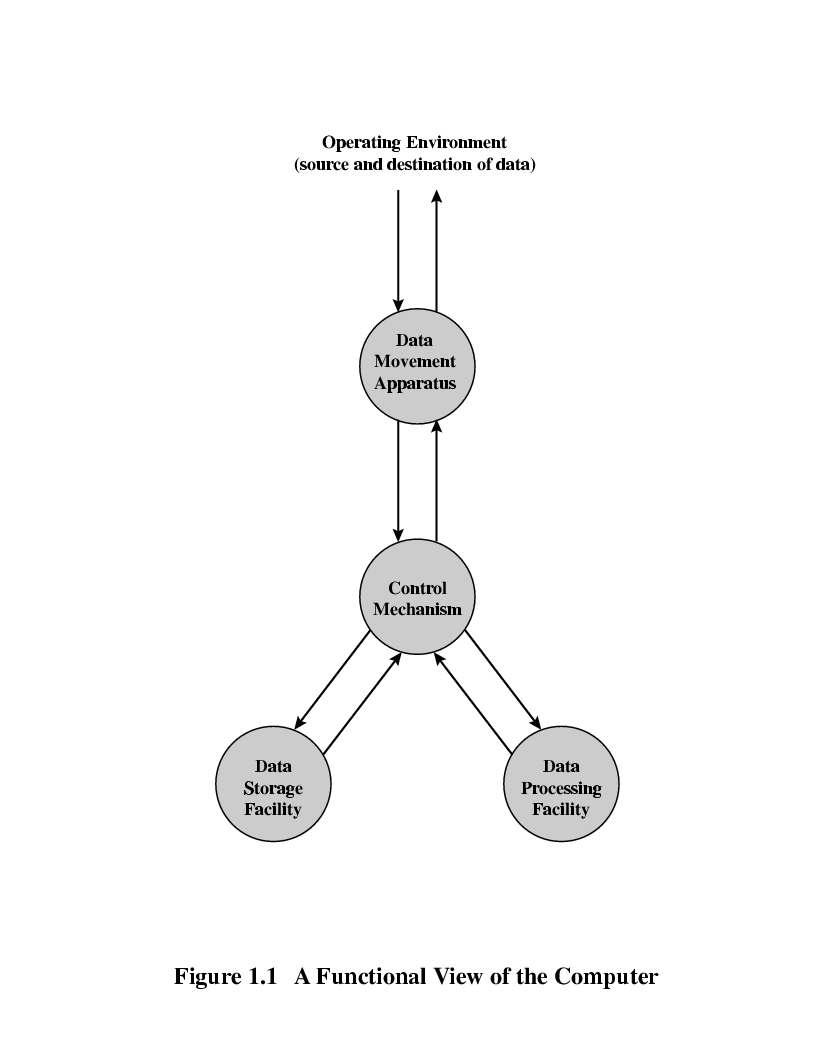 Operating Environment
(source and destination of data)
Data
Movement
Apparatus
Control
Mechanism
Data
Storage
Facility
Data
Processing
Facility
Figure 1.1 A Functional View of the Computer